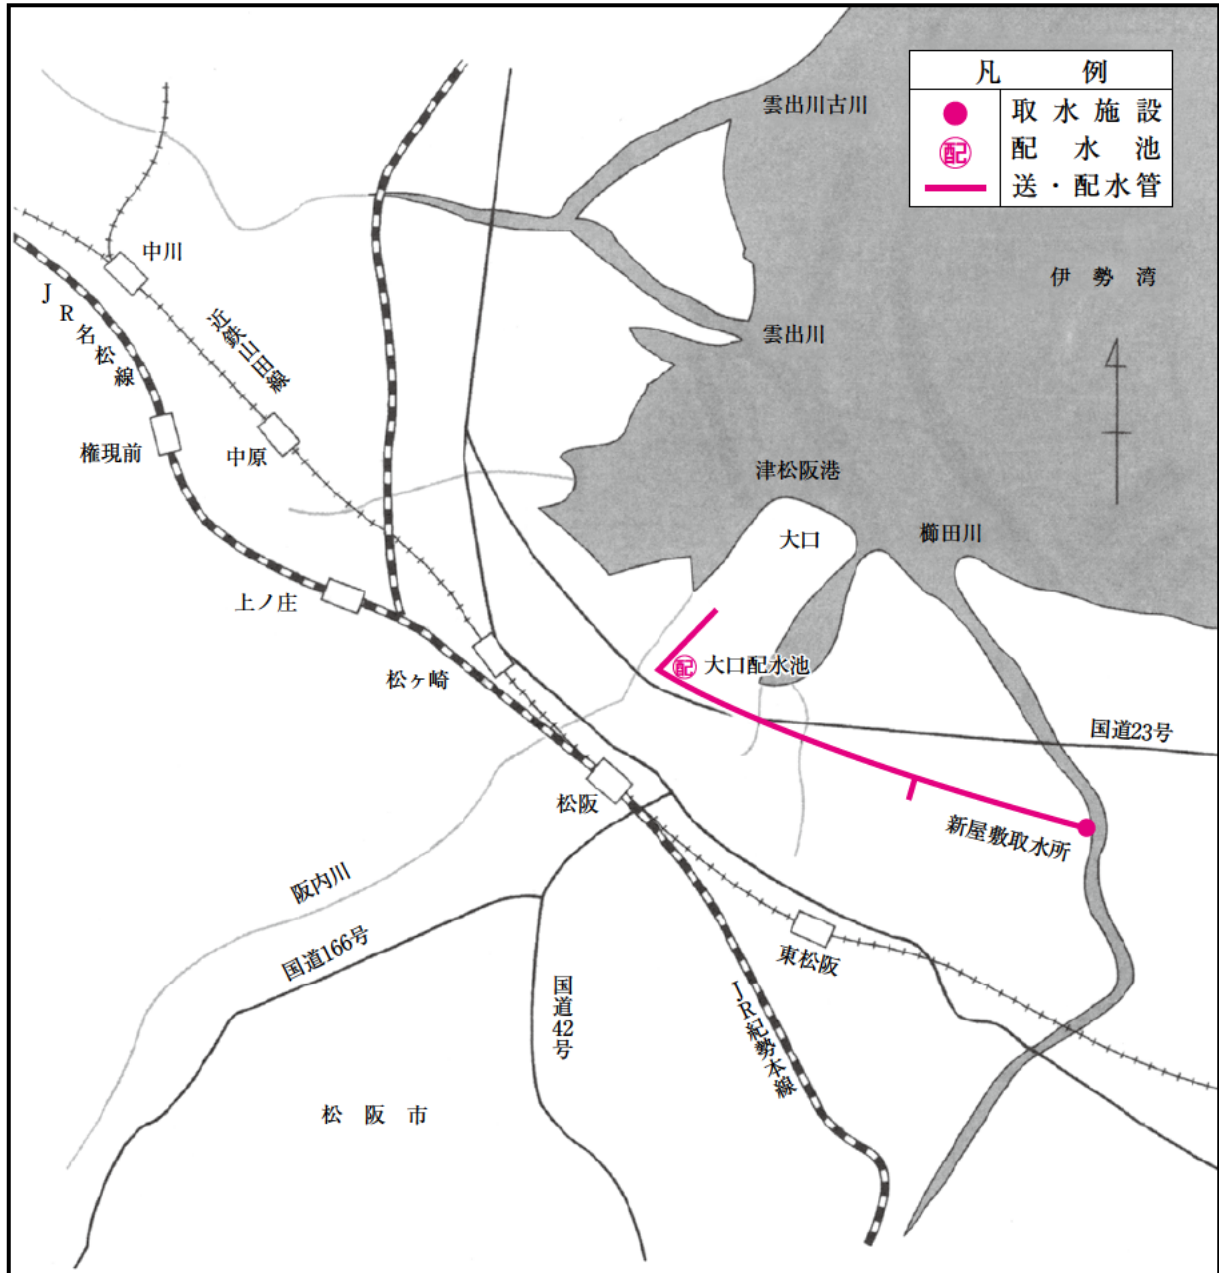 凡例
取水施設
配 配水池
送・配水管
雲出川古川
伊勢湾
中川
JR名松線
近鉄山田線
雲出川
権現前
中原
津松阪港
大口
櫛田川
上ノ庄
松ヶ崎
配 大口配水池
国道23号
松阪
新屋敷取水所
阪内川
国道166号
東松阪
国道42号
JR紀勢本線
松阪市